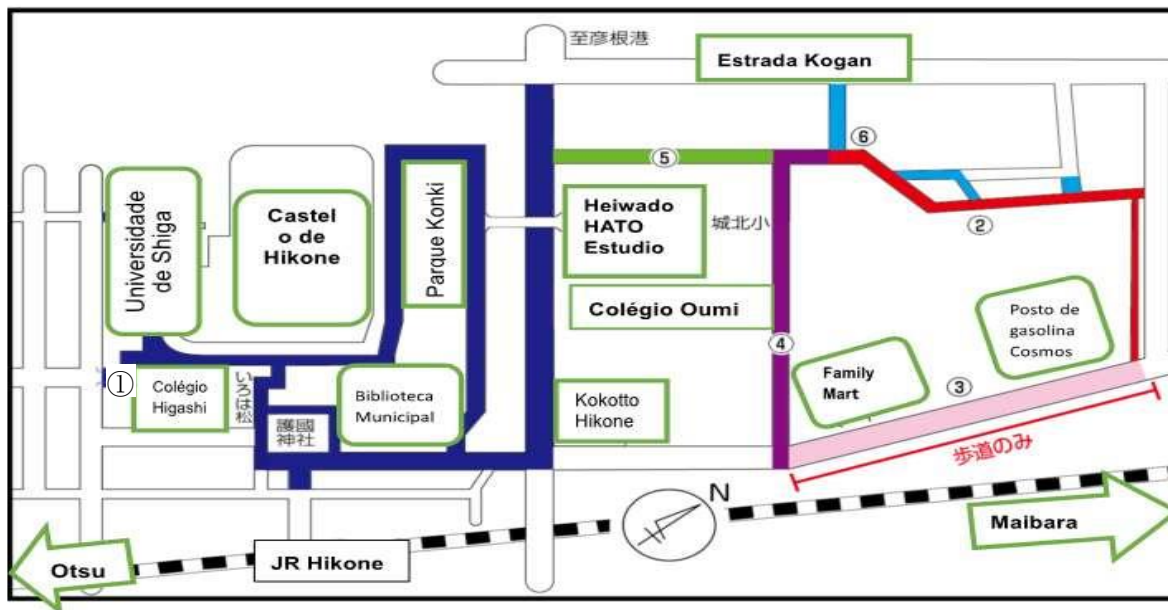 至彦根港
Estrada Kogan
⑥
⑤
Universidade
de Shiga
Castel
o de
Hikone
Parque Konki
Heiwado
HATO
Estudio
城北小
②
Colégio Oumi
Posto de
gasolina
Cosmos
④
①
Colégio
Higashi
いろは松
Biblioteca
Municipal
護國
神社
Kokotto
Hikone
Family
Mart
③
歩道のみ
N
Maibara
Otsu
JR Hikone